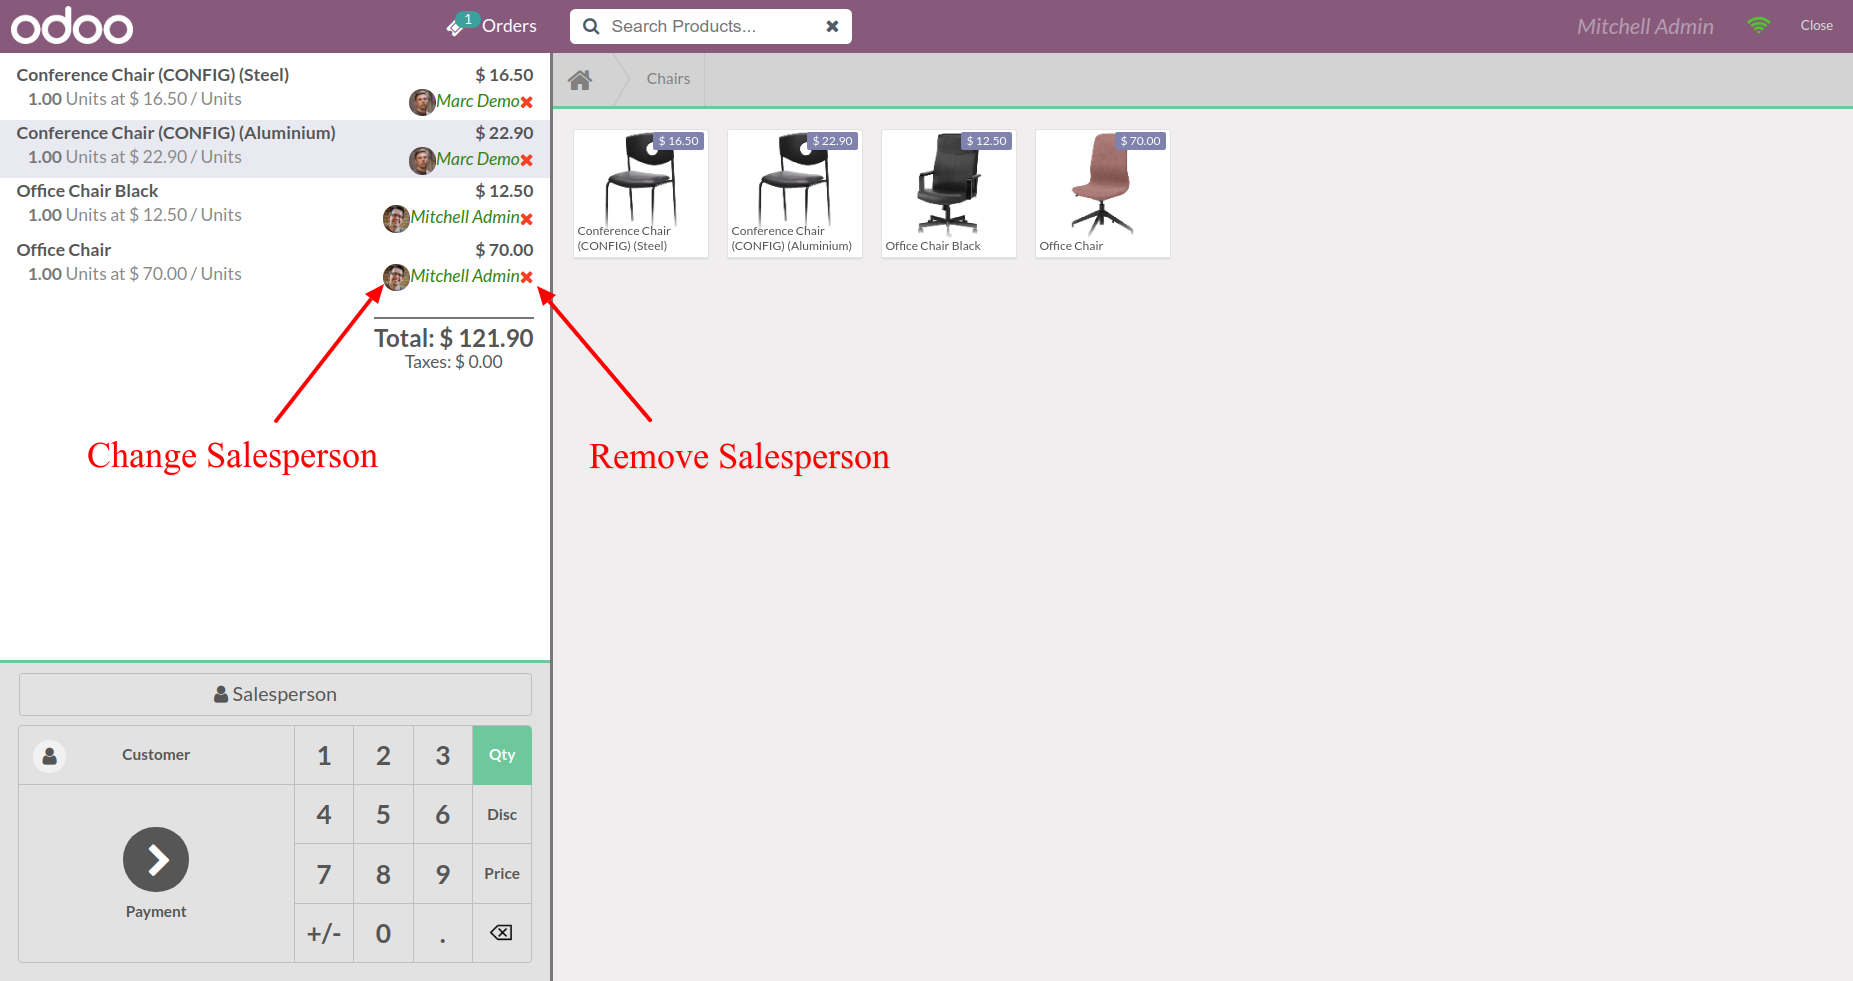 odoo
1
Orders
Search Products...
Mitchell Admin
Close
Conference Chair (CONFIG) (Steel) $ 16.50
1.00 Units at $ 16.50 / Units Marc Demo
Conference Chair (CONFIG) (Aluminium) $ 22.90
1.00 Units at $ 22.90 / Units Marc Demo
Office Chair Black $ 12.50
1.00 Units at $ 12.50 / Units Mitchell Admin
Office Chair $ 70.00
1.00 Units at $ 70.00 / Units Mitchell Admin
Total: $ 121.90
Taxes: $ 0.00
Change Salesperson
Remove Salesperson
Chairs
$ 16.50
Conference Chair
(CONFIG) (Steel)
$ 22.90
Conference Chair
(CONFIG) (Aluminium)
$ 12.50
Office Chair Black
$ 70.00
Office Chair
Salesperson
Customer
1 2 3 Qty
4 5 6 Disc
7 8 9 Price
+/- 0 .
Payment